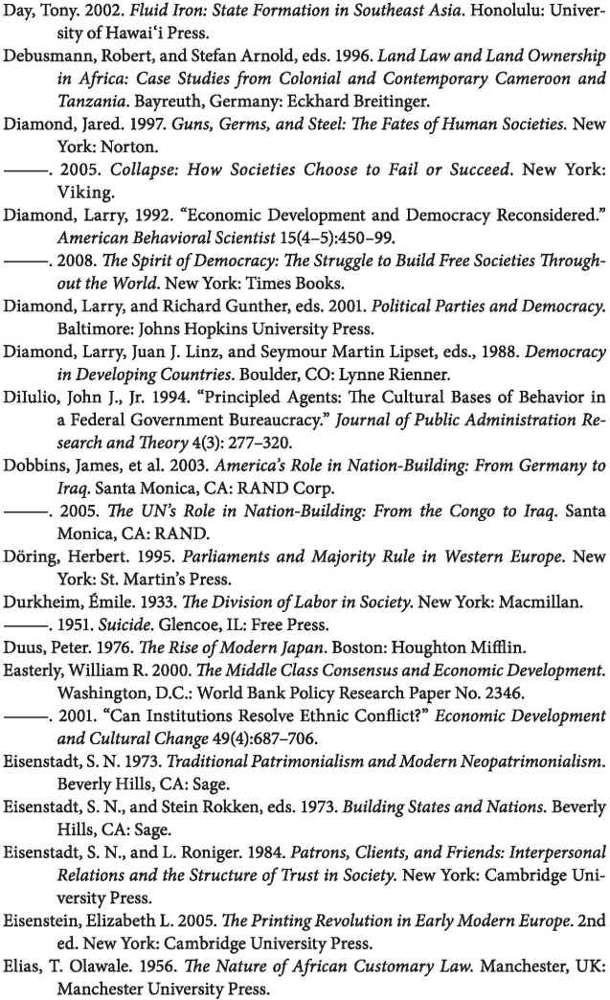 Day, Tony. 2002. Fluid Iron: State Formation in Southeast Asia. Honolulu: Univer-
sity of Hawai‘i Press.
Debusmann, Robert, and Stefan Arnold, eds. 1996. Land Law and Land Ownership
in Africa: Case Studies from Colonial and Contemporary Cameroon and
Tanzania. Bayreuth, Germany: Eckhard Breitinger.
Diamond, Jared. 1997. Guns, Germs, and Steel: The Fates of Human Societies. New
York: Norton.
———. 2005. Collapse: How Societies Choose to Fail or Succeed. New York:
Viking.
Diamond, Larry, 1992. “Economic Development and Democracy Reconsidered.”
American Behavioral Scientist 15(4–5):450–99.
———. 2008. The Spirit of Democracy: The Struggle to Build Free Societies Through-
out the World. New York: Times Books.
Diamond, Larry, and Richard Gunther, eds. 2001. Political Parties and Democracy.
Baltimore: Johns Hopkins University Press.
Diamond, Larry, Juan J. Linz, and Seymour Martin Lipset, eds., 1988. Democracy
in Developing Countries. Boulder, CO: Lynne Rienner.
DiIulio, John J., Jr. 1994. “Principled Agents: The Cultural Bases of Behavior in
a Federal Government Bureaucracy.” Journal of Public Administration Re-
search and Theory 4(3): 277–320.
Dobbins, James, et al. 2003. America’s Role in Nation-Building: From Germany to
Iraq. Santa Monica, CA: RAND Corp.
———. 2005. The UN’s Role in Nation-Building: From the Congo to Iraq. Santa
Monica, CA: RAND.
Döring, Herbert. 1995. Parliaments and Majority Rule in Western Europe. New
York: St. Martin’s Press.
Durkheim, Émile. 1933. The Division of Labor in Society. New York: Macmillan.
———. 1951. Suicide. Glencoe, IL: Free Press.
Duus, Peter. 1976. The Rise of Modern Japan. Boston: Houghton Mifflin.
Easterly, William R. 2000. The Middle Class Consensus and Economic Development.
Washington, D.C.: World Bank Policy Research Paper No. 2346.
———. 2001. “Can Institutions Resolve Ethnic Conflict?” Economic Development
and Cultural Change 49(4):687–706.
Eisenstadt, S. N. 1973. Traditional Patrimonialism and Modern Neopatrimonialism.
Beverly Hills, CA: Sage.
Eisenstadt, S. N., and Stein Rokken, eds. 1973. Building States and Nations. Beverly
Hills, CA: Sage.
Eisenstadt, S. N., and L. Roniger. 1984. Patrons, Clients, and Friends: Interpersonal
Relations and the Structure of Trust in Society. New York: Cambridge Uni-
versity Press.
Eisenstein, Elizabeth L. 2005. The Printing Revolution in Early Modern Europe. 2nd
ed. New York: Cambridge University Press.
Elias, T. Olawale. 1956. The Nature of African Customary Law. Manchester, UK:
Manchester University Press.